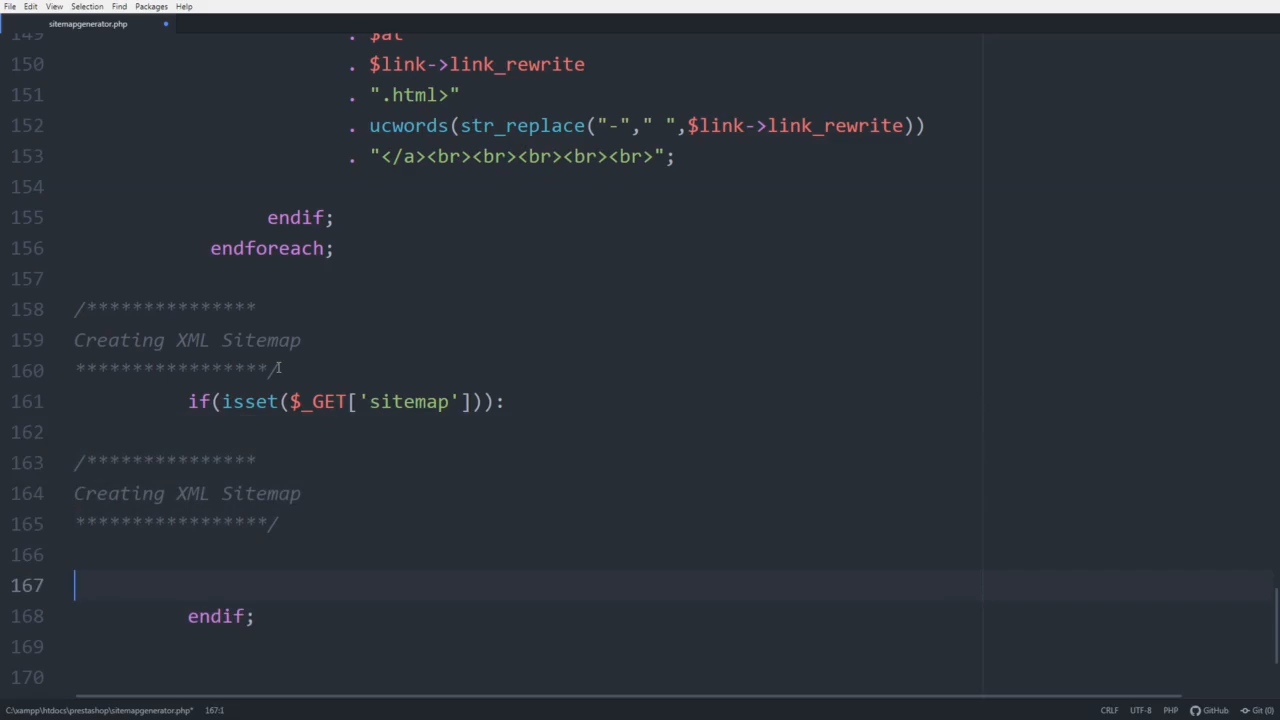 File Edit View Selection Find Packages Help
sitemapgenerator.php
149 . $at
150 . $link->link_rewrite
151 . ".html>"
152 . ucwords(str_replace("-"," ",$link->link_rewrite))
153 . "</a><br><br><br><br><br>";
154
155 endif;
156 endforeach;
157
158 /***************
159 Creating XML Sitemap
160 *****************/
161 if(isset($_GET['sitemap'])):
162
163 /***************
164 Creating XML Sitemap
165 *****************/
166
167
168 endif;
169
170
C:\xampp\htdocs\prestashop\sitemapgenerator.php* 167:1 CRLF UTF-8 PHP GitHub Git (0)